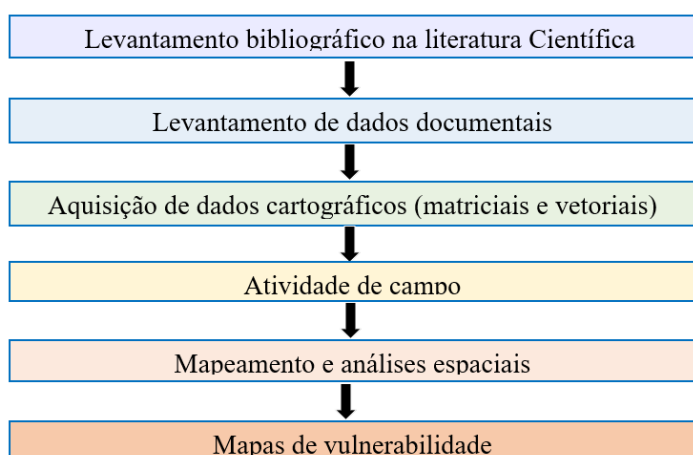 Levantamento bibliográfico na literatura Científica
Levantamento de dados documentais
Aquisição de dados cartográficos (matriciais e vetoriais)
Atividade de campo
Mapeamento e análises espaciais
Mapas de vulnerabilidade